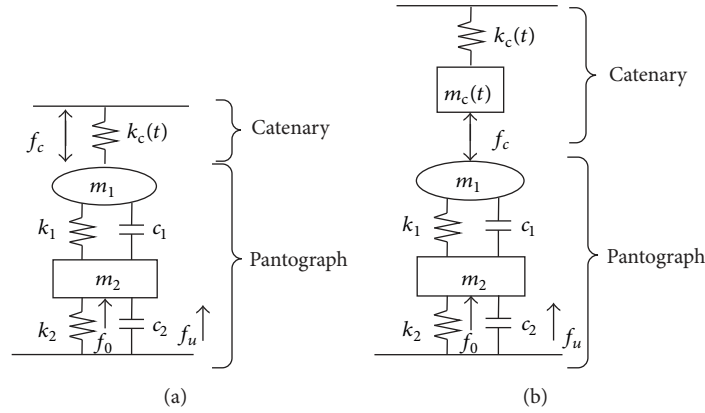 k_c(t)
f_c
Catenary
m_1
k_1
c_1
Pantograph
m_2
k_2
f_0
c_2
f_u
(a)
k_c(t)
m_c(t)
Catenary
f_c
m_1
k_1
c_1
Pantograph
m_2
k_2
f_0
c_2
f_u
(b)